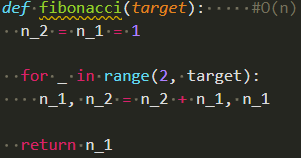 def fibonacci(target):     #O(n)
  n_2 = n_1 = 1
  for _ in range(2, target):
    n_1, n_2 = n_2 + n_1, n_1
  return n_1